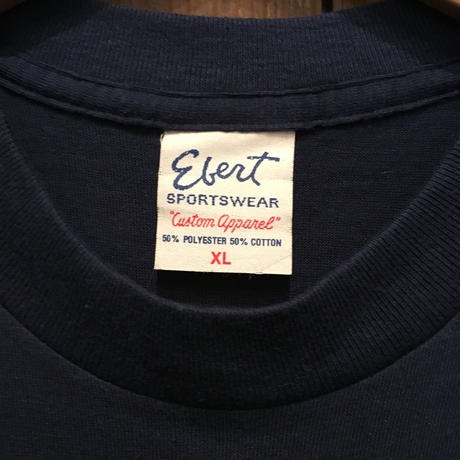 Ebert
SPORTSWEAR
"Custom Apparel"
50% POLYESTER 50% COTTON
XL